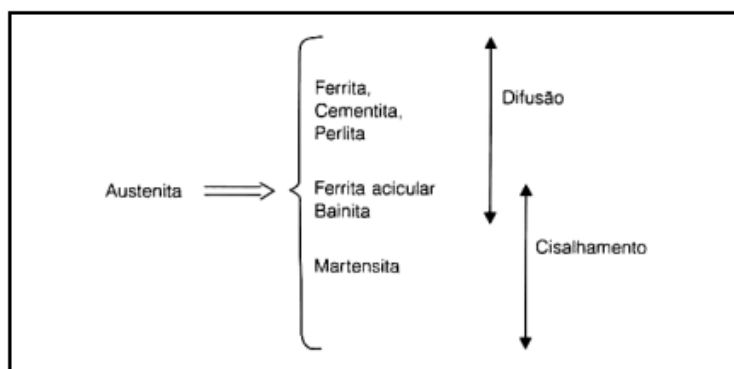 Ferrita,
Cementita,
Perlita
Difusão
Austenita
Ferrita acicular
Bainita
Martensita
Cisalhamento